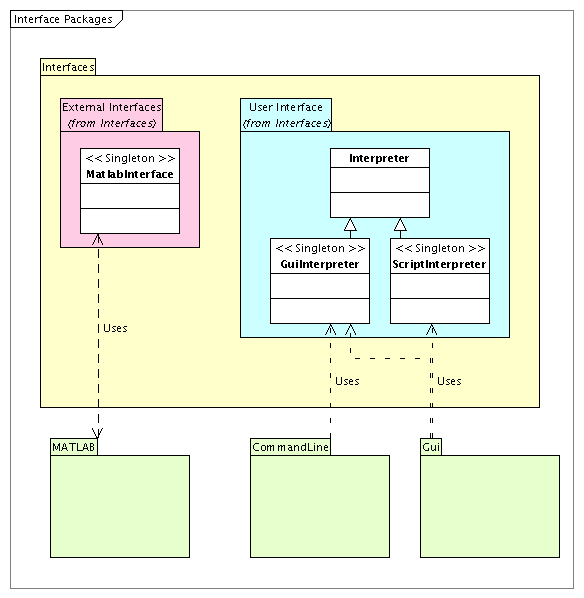 Interface Packages
Interfaces
External Interfaces
(from Interfaces)
<< Singleton >>
MatlabInterface
User Interface
(from Interfaces)
Interpreter
<< Singleton >>
GuiInterpreter
<< Singleton >>
ScriptInterpreter
Uses
Uses
Uses
MATLAB
CommandLine
Gui